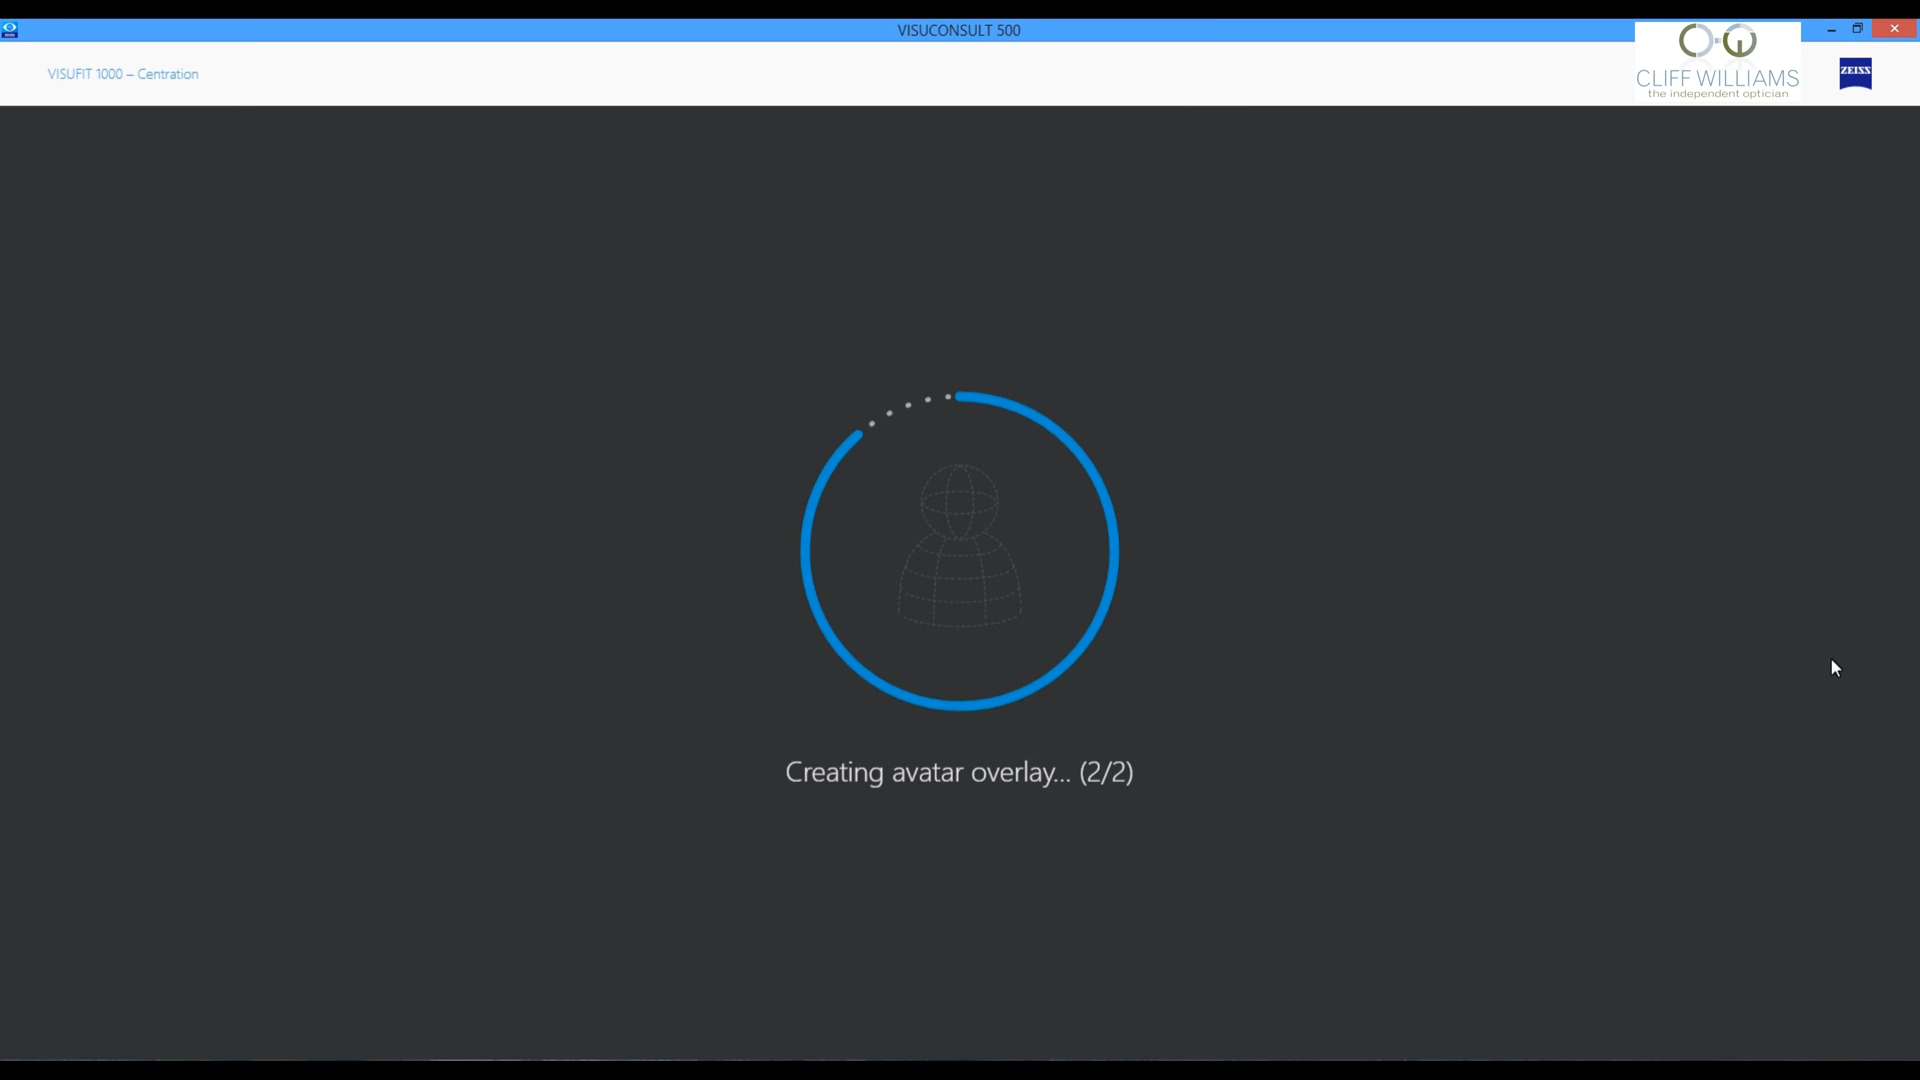 VISUCONSULT 500
VISUFIT 1000 – Centration
CLIFF WILLIAMS
the independent optician
ZEISS
Creating avatar overlay... (2/2)